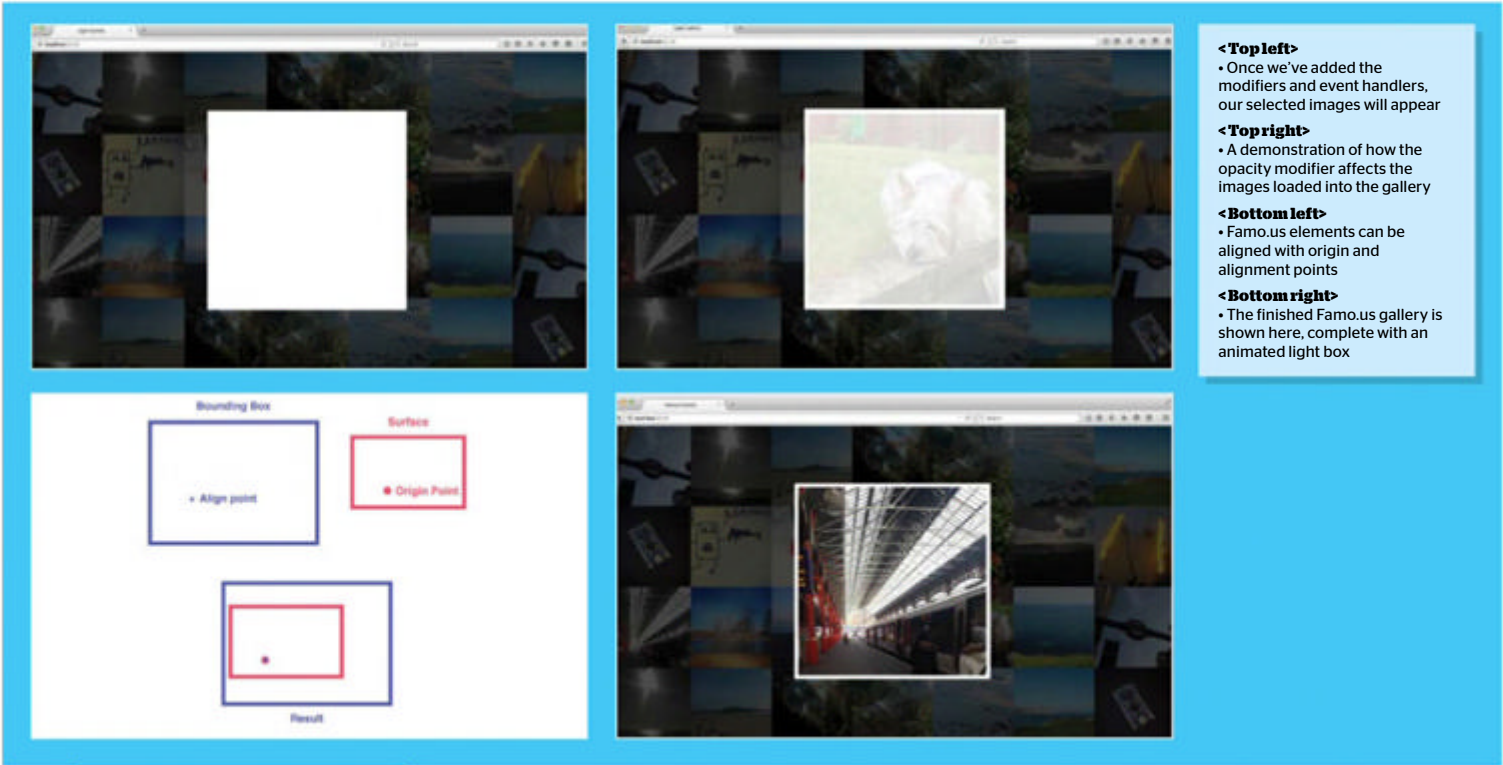 <Top left>
• Once we've added the
modifiers and event handlers,
our selected images will appear
<Top right>
• A demonstration of how the
opacity modifier affects the
images loaded into the gallery
<Bottom left>
• Famo.us elements can be
aligned with origin and
alignment points
<Bottom right>
• The finished Famo.us gallery is
shown here, complete with an
animated light box
Bounding Box
Surface
+ Align point
Origin Point
Result